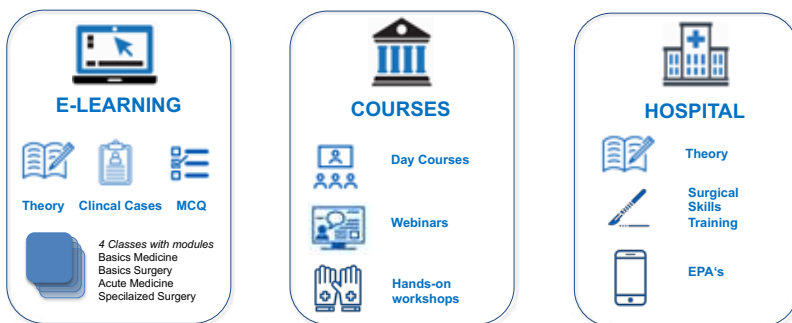 E-LEARNING
Theory
Clincal Cases
MCQ
4 Classes with modules
Basics Medicine
Basics Surgery
Acute Medicine
Specilaized Surgery
COURSES
Day Courses
Webinars
Hands-on
workshops
HOSPITAL
Theory
Surgical
Skills
Training
EPA's